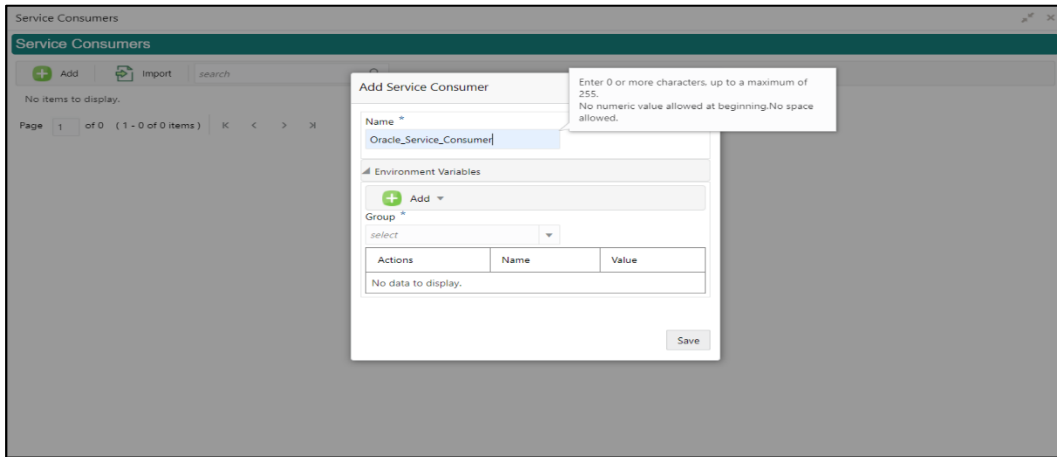 Service Consumers
Service Consumers
Add Import search
No items to display.
Page 1 of 0 (1 - 0 of 0 items) K < > >|
Add Service Consumer
Enter 0 or more characters, up to a maximum of
255.
No numeric value allowed at beginning.No space
allowed.
Name *
Oracle_Service_Consumer
Environment Variables
Add
Group *
select
Actions Name Value
No data to display.
Save